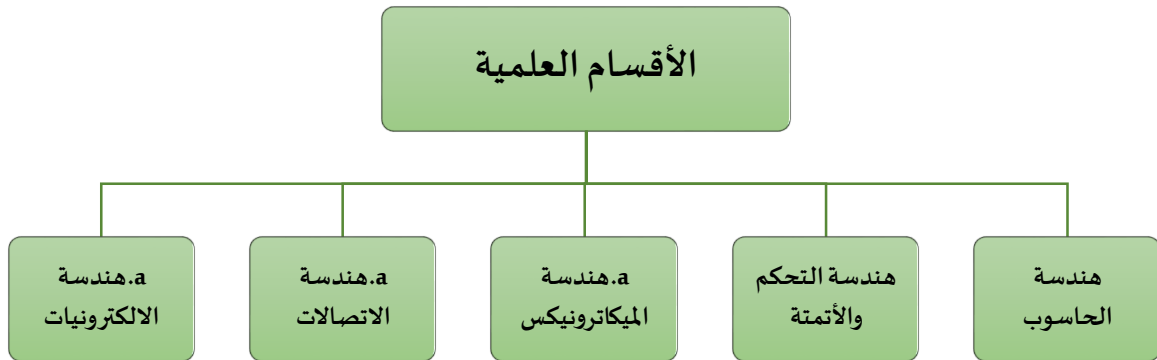 الأقسام العلمية
هندسة
الحاسوب
هندسة التحكم
والأتمتة
a.هندسة
الميكاترونيكس
a.هندسة
الاتصالات
a.هندسة
الالكترونيات